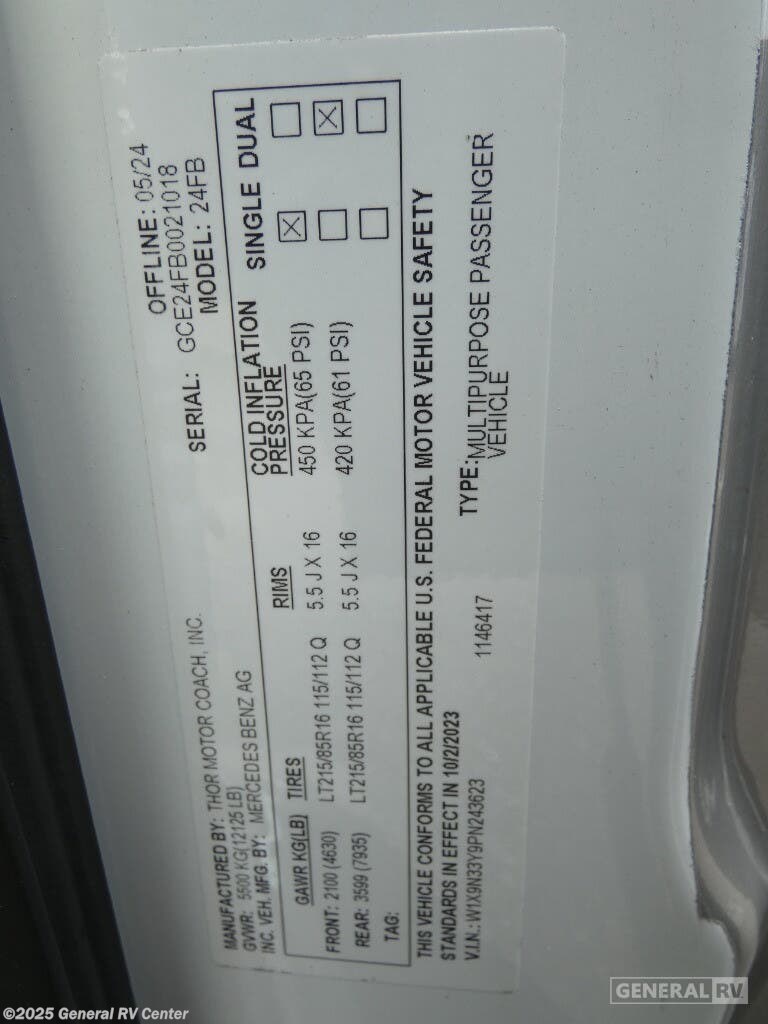 OFFLINE: 05/24
SERIAL: GCE24FB0021018
MODEL: 24FB
MANUFACTURED BY: THOR MOTOR COACH, INC.
GVWR: 5500 KG(12125 LB)
INC. VEH. MFG. BY: MERCEDES BENZ AG
GAWR KG(LB) TIRES RIMS COLD INFLATION PRESSURE SINGLE DUAL
FRONT: 2100 (4630) LT215/85R16 115/112 Q 5.5 J X 16 450 KPA(65 PSI)
REAR: 3599 (7935) LT215/85R16 115/112 Q 5.5 J X 16 420 KPA(61 PSI)
TAG:
THIS VEHICLE CONFORMS TO ALL APPLICABLE U.S. FEDERAL MOTOR VEHICLE SAFETY
STANDARDS IN EFFECT IN 10/2/2023
V.I.N.: W1X9N33Y9PN243623 1146417 TYPE: MULTIPURPOSE PASSENGER
VEHICLE
GENERAL RV
©2025 General RV Center